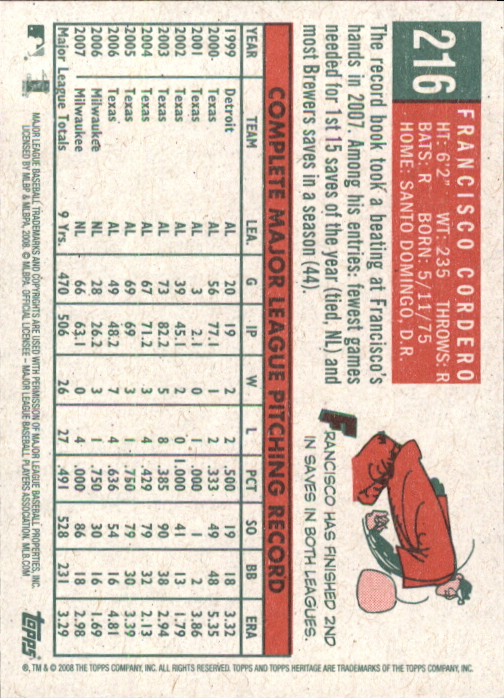 216
FRANCISCO CORDERO
HT: 6'2" WT: 235 THROWS: R
BATS: R BORN: 5/11/75
HOME: SANTO DOMINGO, D.R.
The record book took a beating at Francisco's
hands in 2007. Among his entries: fewest games
needed for 1st 15 saves of the year (tied, NL) and
most Brewers saves in a season (44).
FRANCISCO HAS FINISHED 2ND
IN SAVES IN BOTH LEAGUES.
COMPLETE MAJOR LEAGUE PITCHING RECORD
YEAR TEAM LEA. G IP W L PCT SO BB ERA
1999 Detroit AL 20 19 2 2 .500 19 18 3.32
2000 Texas AL 56 77.1 1 2 .333 49 48 5.35
2001 Texas AL 3 2.1 0 1 .000 1 2 3.86
2002 Texas AL 39 45.1 2 0 1.000 41 13 1.79
2003 Texas AL 73 82.2 5 8 .385 90 38 2.94
2004 Texas AL 67 71.2 3 4 .429 79 32 2.13
2005 Texas AL 69 69 3 1 .750 79 30 3.39
2006 Texas AL 49 48.2 7 4 .636 54 16 4.81
2006 Milwaukee NL 28 26.2 3 1 .750 30 16 1.69
2007 Milwaukee NL 66 63.1 0 4 .000 86 18 2.98
Major League Totals 9 Yrs. 470 506 26 27 .491 528 231 3.29
MAJOR LEAGUE BASEBALL TRADEMARKS AND COPYRIGHTS ARE USED WITH PERMISSION OF MAJOR LEAGUE BASEBALL PROPERTIES, INC.
LICENSED BY MLBP & MLBPA, 2008. © MLBPA. OFFICIAL LICENSEE – MAJOR LEAGUE BASEBALL PLAYERS ASSOCIATION. MLB.COM
Topps
®, TM & © 2008 THE TOPPS COMPANY, INC. ALL RIGHTS RESERVED. TOPPS AND TOPPS HERITAGE ARE TRADEMARKS OF THE TOPPS COMPANY, INC.